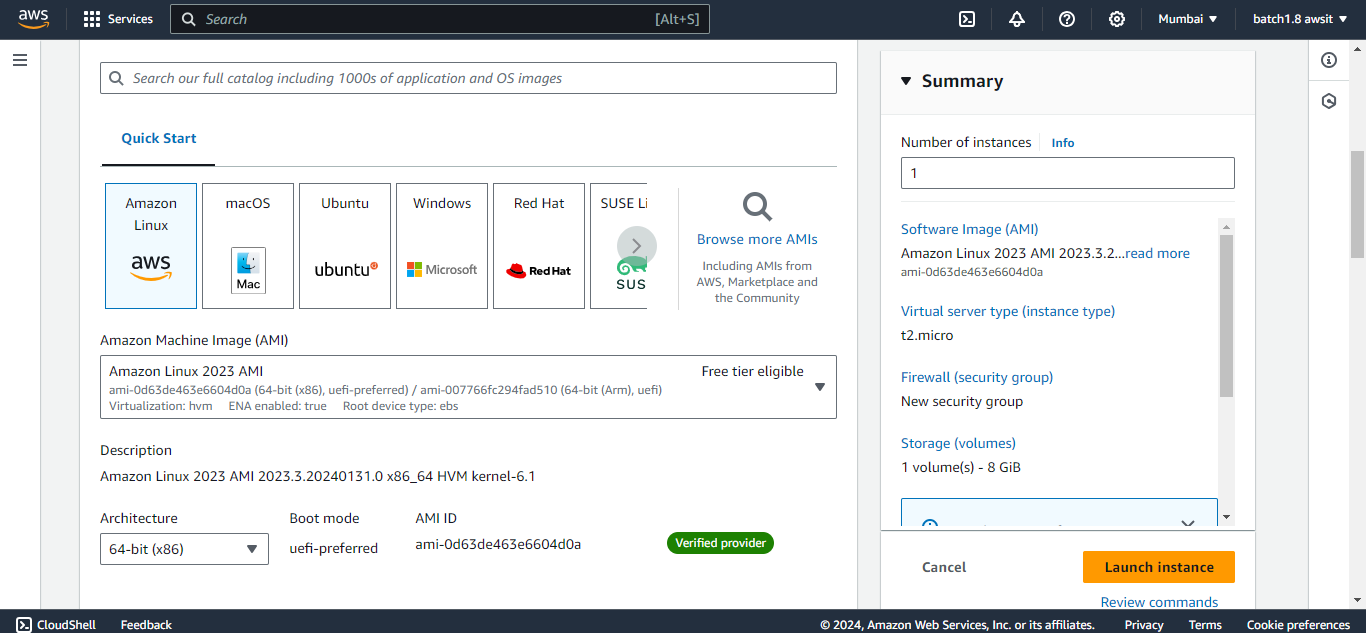 aws
Services
Search
[Alt+S]
Mumbai ▼
batch1.8 awsit ▼
Search our full catalog including 1000s of application and OS images
Quick Start
Amazon
Linux
aws
macOS
Mac
Ubuntu
ubuntu
Windows
Microsoft
Red Hat
Red Hat
SUSE Li
SUS
Browse more AMIs
Including AMIs from
AWS, Marketplace and
the Community
Amazon Machine Image (AMI)
Amazon Linux 2023 AMI
Free tier eligible
ami-0d63de463e6604d0a (64-bit (x86), uefi-preferred) / ami-007766fc294fad510 (64-bit (Arm), uefi)
Virtualization: hvm ENA enabled: true Root device type: ebs
Description
Amazon Linux 2023 AMI 2023.3.20240131.0 x86_64 HVM kernel-6.1
Architecture
Boot mode
AMI ID
64-bit (x86)
uefi-preferred
ami-0d63de463e6604d0a
Verified provider
Summary
Number of instances
Info
1
Software Image (AMI)
Amazon Linux 2023 AMI 2023.3.2...read more
ami-0d63de463e6604d0a
Virtual server type (instance type)
t2.micro
Firewall (security group)
New security group
Storage (volumes)
1 volume(s) - 8 GiB
Cancel
Launch instance
Review commands
CloudShell
Feedback
© 2024, Amazon Web Services, Inc. or its affiliates.
Privacy
Terms
Cookie preferences